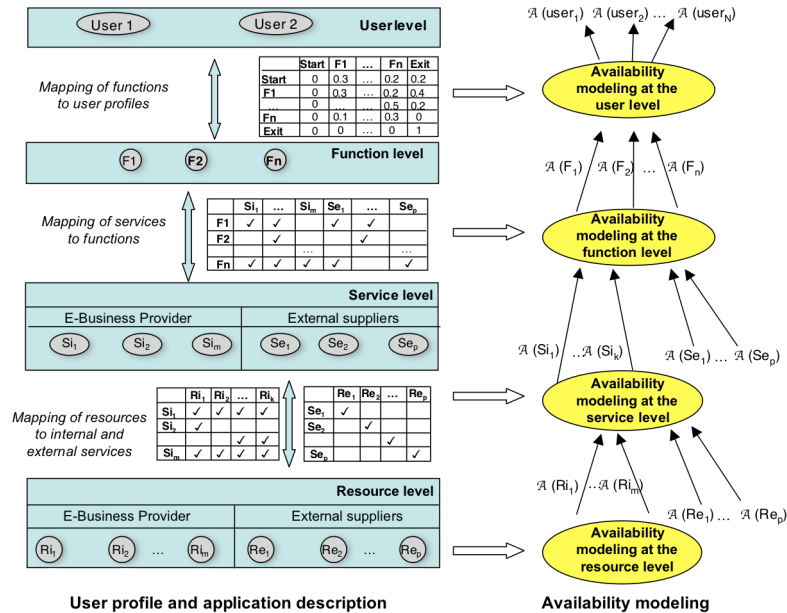 User 1 User 2 User level
Mapping of functions
to user profiles
Start F1 … Fn Exit
Start 0 0.3 … 0.2 0.2
F1 0 0.3 … 0.2 0.4
… 0 … 0.5 0.2
Fn 0 0.1 … 0.3 0
Exit 0 0 … 0 1
Function level
F1 F2 Fn
Mapping of services
to functions
Si1 … Sim Se1 … Sep
F1 ✓ ✓ ✓ ✓
F2 ✓ ✓
… …
Fn ✓ ✓ ✓ ✓ ✓
Service level
E-Business Provider External suppliers
Si1 Si2 Sim Se1 Se2 Sep
Mapping of resources
to internal and
external services
Ri1 Ri2 … Rik
Si1 ✓ ✓ ✓ ✓
Si2 ✓
✓ ✓
Sim ✓ ✓ ✓ ✓
Re1 Re2 … Rep
Se1 ✓
Se2 ✓
✓
Sep ✓
Resource level
E-Business Provider External suppliers
Ri1 Ri2 … Rim Re1 Re2 … Rep
User profile and application description
A (user1) A (user2) … A (userN)
Availability
modeling at the
user level
A (F1) A (F2) … A (Fn)
Availability
modeling at the
function level
A (Si1) …A (Sik) A (Se1) … A (Sep)
Availability
modeling at
the service level
A (Ri1) …A (Rim) A (Re1) … A (Rep)
Availability
modeling at the
resource level
Availability modeling